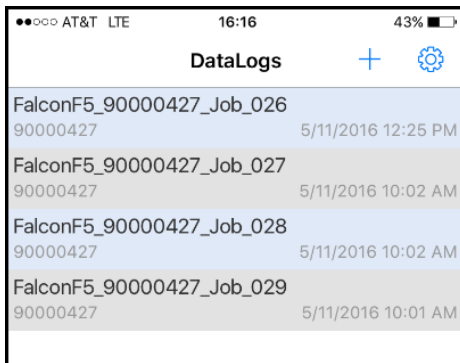 AT&T LTE 16:16 43%
DataLogs
FalconF5_90000427_Job_026
90000427 5/11/2016 12:25 PM
FalconF5_90000427_Job_027
90000427 5/11/2016 10:02 AM
FalconF5_90000427_Job_028
90000427 5/11/2016 10:02 AM
FalconF5_90000427_Job_029
90000427 5/11/2016 10:01 AM